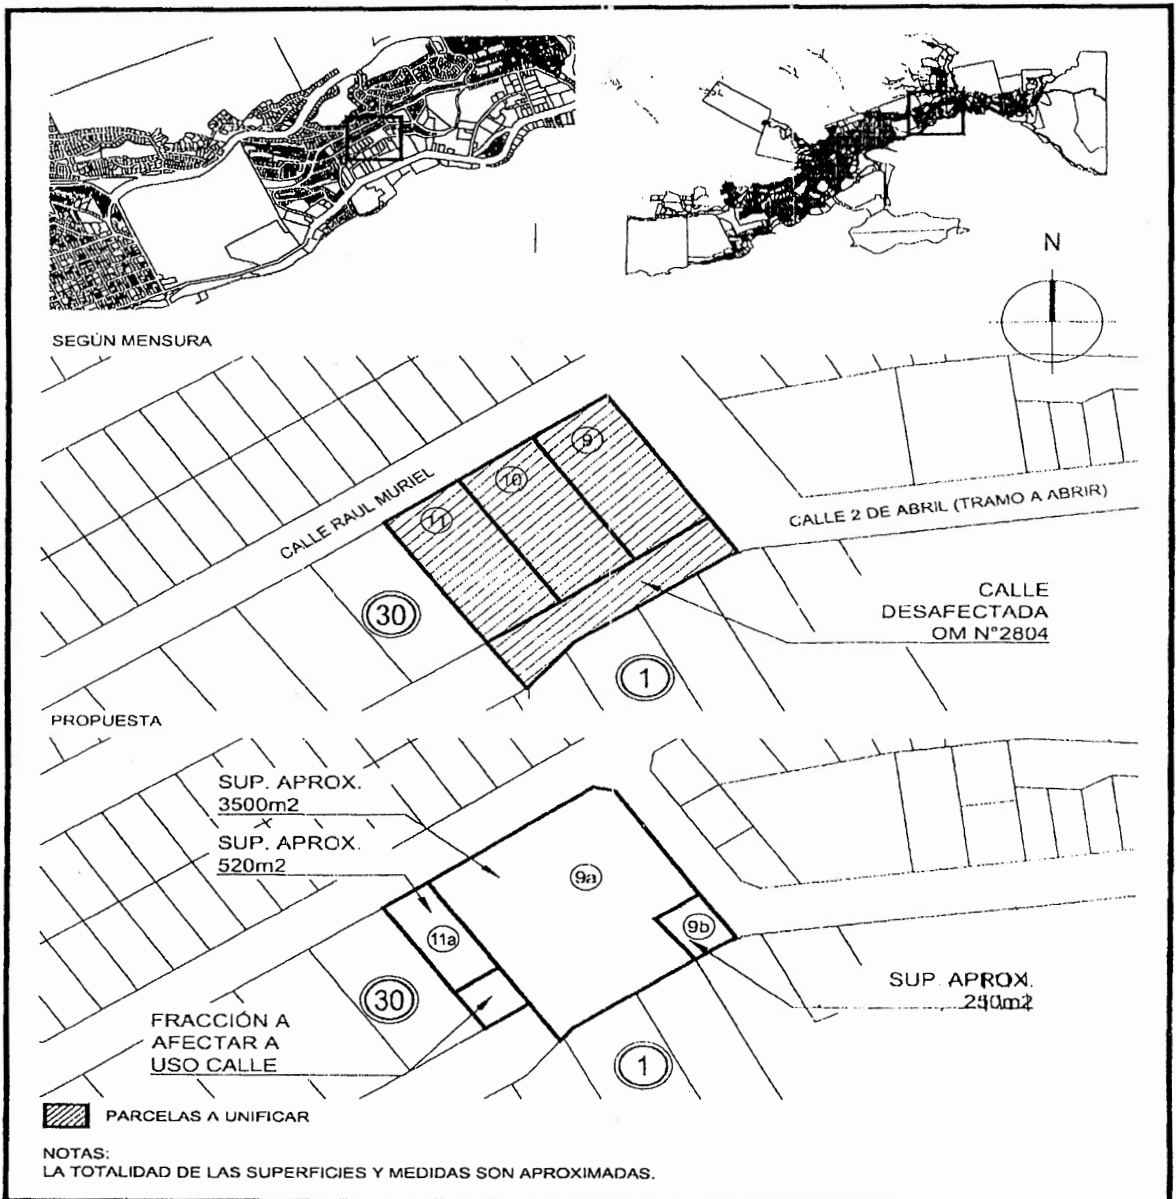 N
SEGÚN MENSURA
9
10
11
CALLE RAUL MURIEL
CALLE 2 DE ABRIL (TRAMO A ABRIR)
30
CALLE
DESAFECTADA
OM N°2804
1
PROPUESTA
SUP. APROX.
3500m2
SUP. APROX.
520m2
9a
11a
9b
30
SUP. APROX.
FRACCIÓN A
AFECTAR A
USO CALLE
1
PARCELAS A UNIFICAR
NOTAS:
LA TOTALIDAD DE LAS SUPERFICIES Y MEDIDAS SON APROXIMADAS.